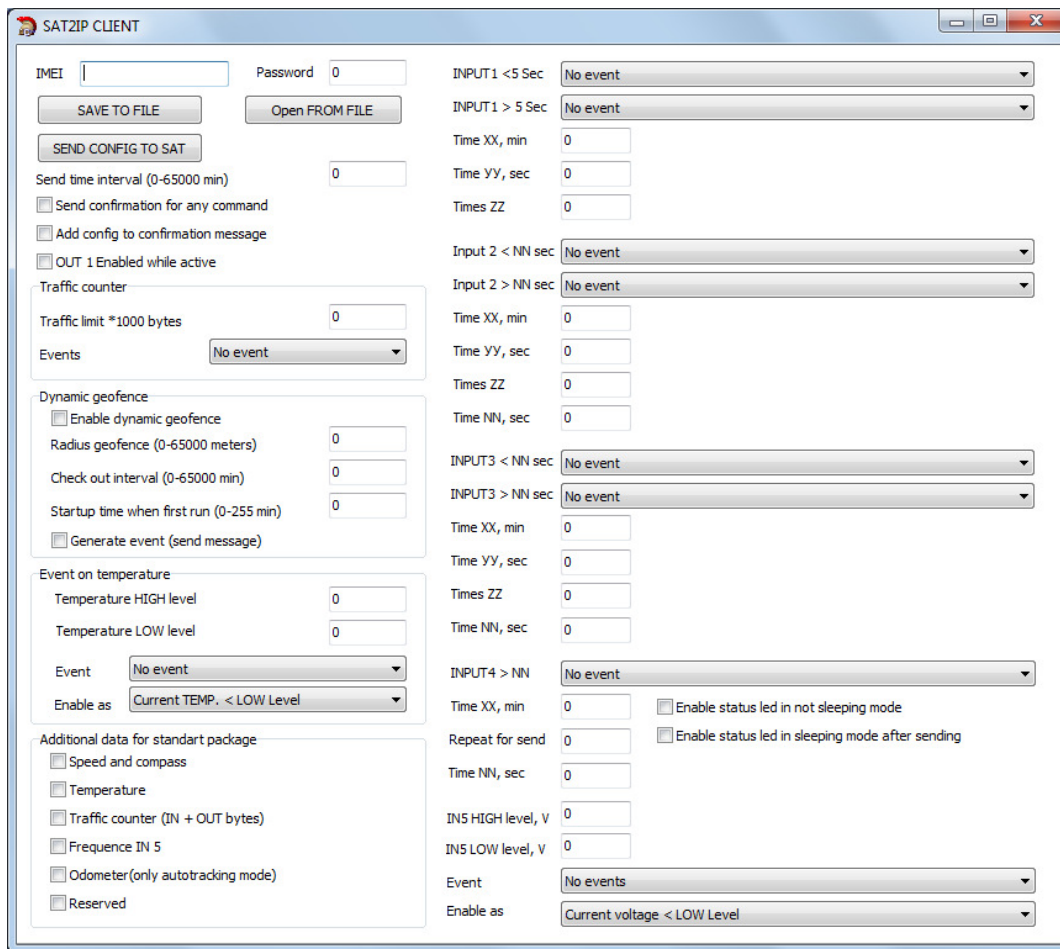 SAT2IP CLIENT
IMEI
Password 0
SAVE TO FILE
Open FROM FILE
SEND CONFIG TO SAT
Send time interval (0-65000 min) 0
Send confirmation for any command
Add config to confirmation message
OUT 1 Enabled while active
Traffic counter
Traffic limit *1000 bytes 0
Events No event
Dynamic geofence
Enable dynamic geofence
Radius geofence (0-65000 meters) 0
Check out interval (0-65000 min) 0
Startup time when first run (0-255 min) 0
Generate event (send message)
Event on temperature
Temperature HIGH level 0
Temperature LOW level 0
Event No event
Enable as Current TEMP. < LOW Level
Additional data for standart package
Speed and compass
Temperature
Traffic counter (IN + OUT bytes)
Frequence IN 5
Odometer(only autotracking mode)
Reserved
INPUT1 <5 Sec No event
INPUT1 > 5 Sec No event
Time XX, min 0
Time УУ, sec 0
Times ZZ 0
Input 2 < NN sec No event
Input 2 > NN sec No event
Time XX, min 0
Time УУ, sec 0
Times ZZ 0
Time NN, sec 0
INPUT3 < NN sec No event
INPUT3 > NN sec No event
Time XX, min 0
Time УУ, sec 0
Times ZZ 0
Time NN, sec 0
INPUT4 > NN No event
Time XX, min 0
Enable status led in not sleeping mode
Repeat for send 0
Enable status led in sleeping mode after sending
Time NN, sec 0
IN5 HIGH level, V 0
IN5 LOW level, V 0
Event No events
Enable as Current voltage < LOW Level